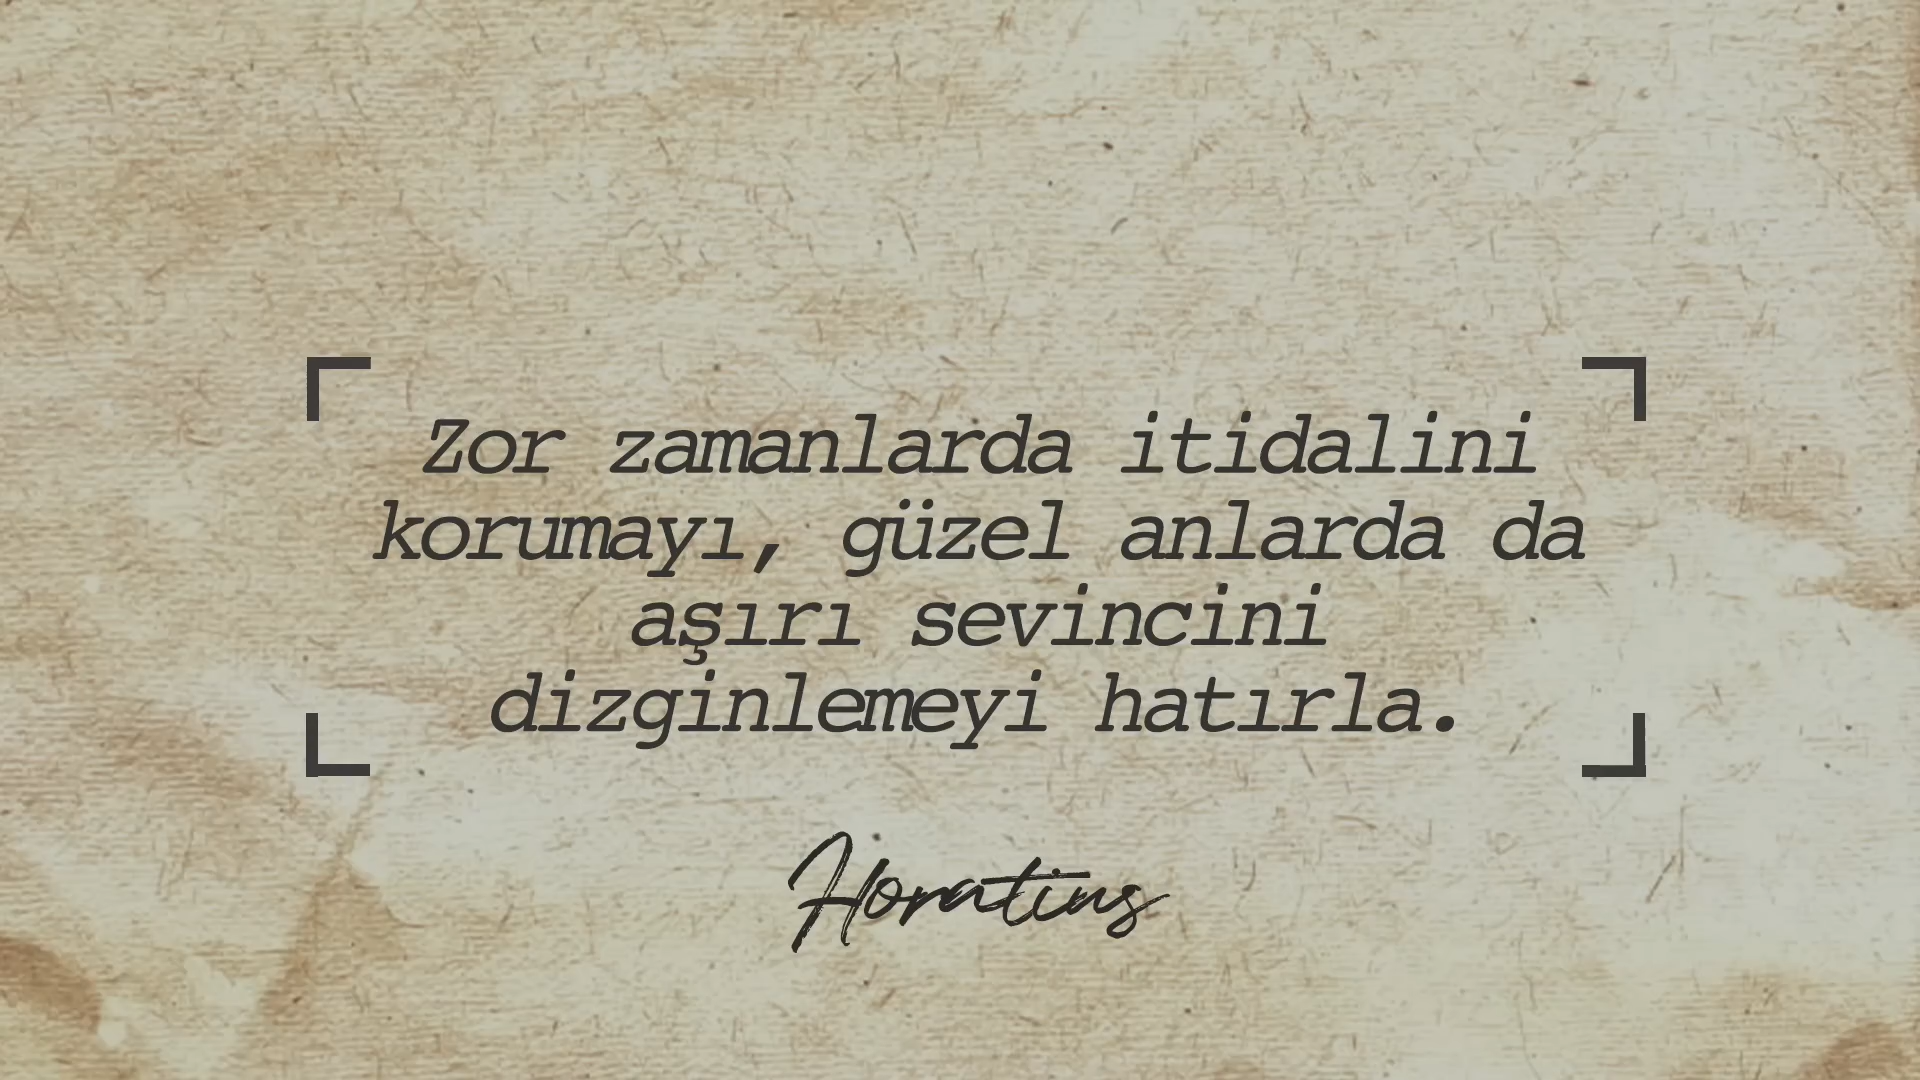 Zor zamanlarda itidalini
korumayı, güzel anlarda da
aşırı sevincini
dizginlemeyi hatırla.
Horatius